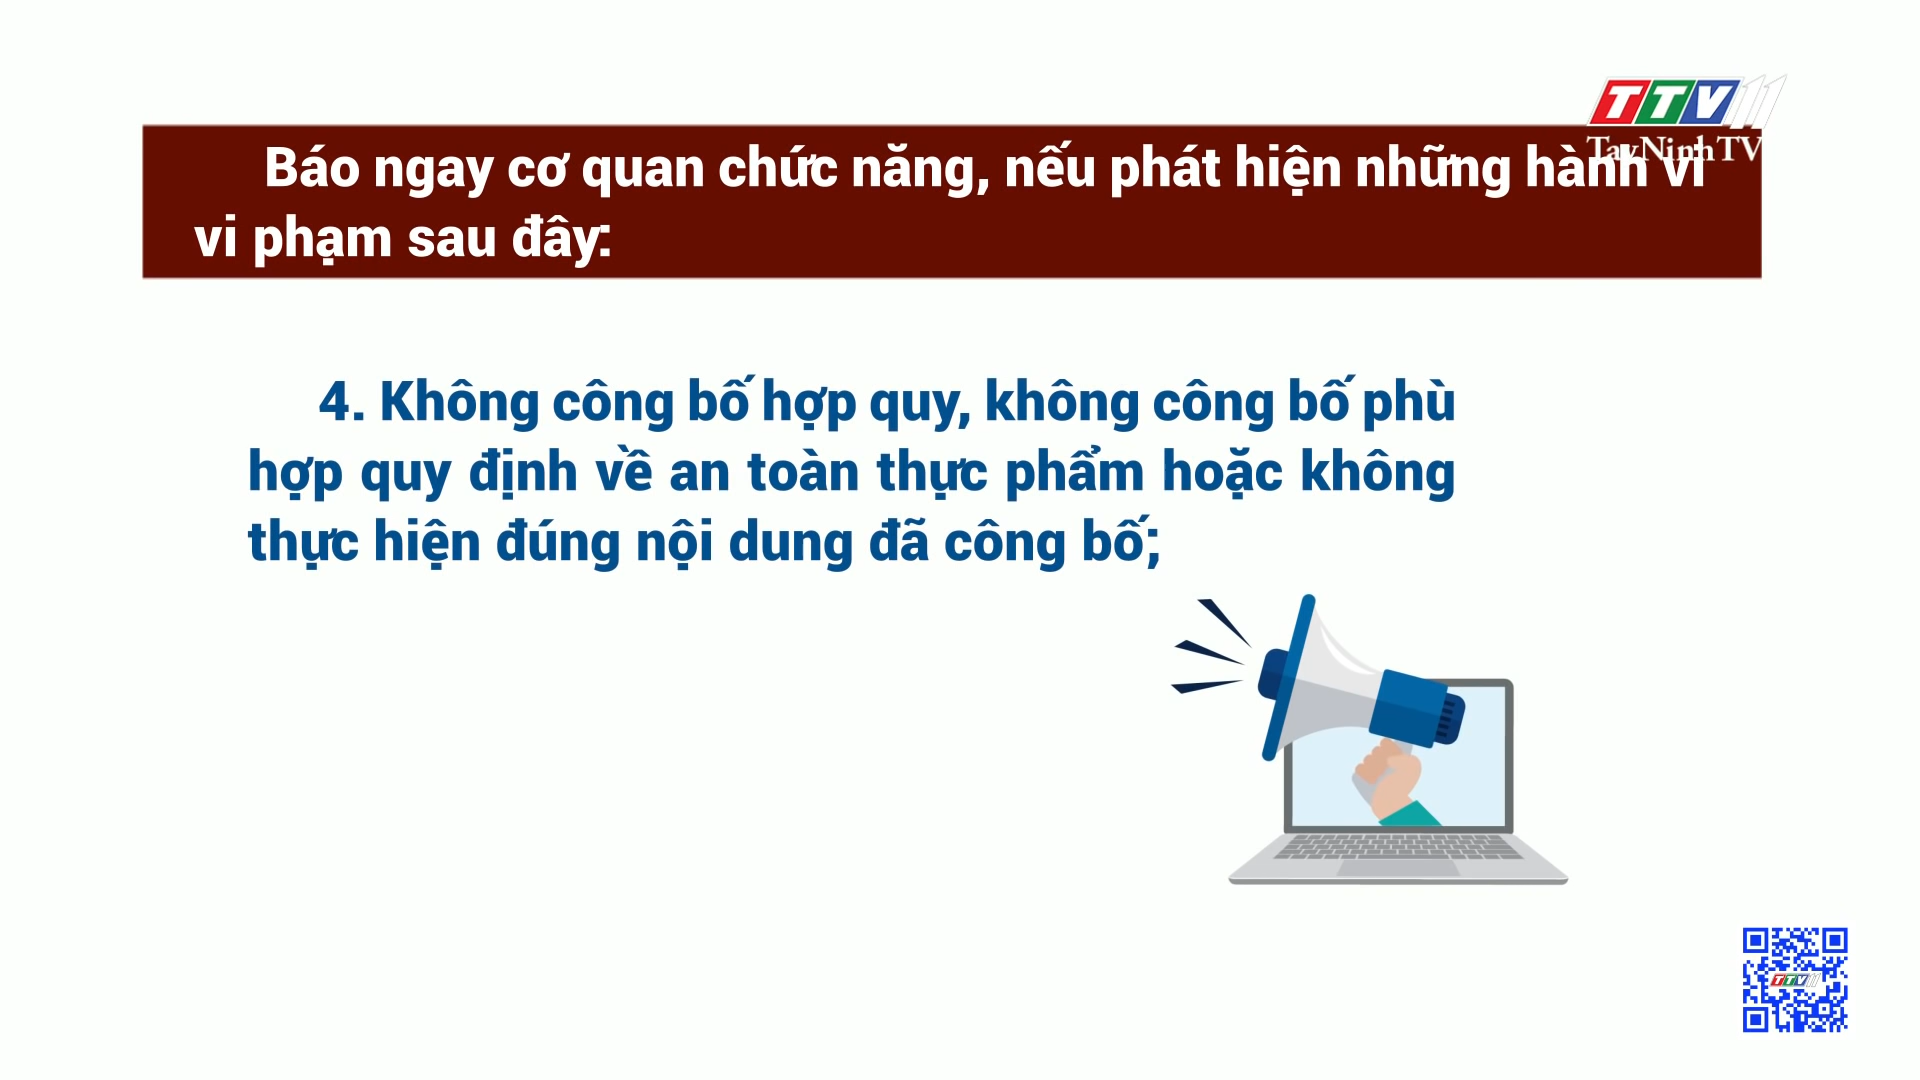 TTV11
TayNinhTV
Báo ngay cơ quan chức năng, nếu phát hiện những hành vi
vi phạm sau đây:
4. Không công bố hợp quy, không công bố phù
hợp quy định về an toàn thực phẩm hoặc không
thực hiện đúng nội dung đã công bố;
TTV11